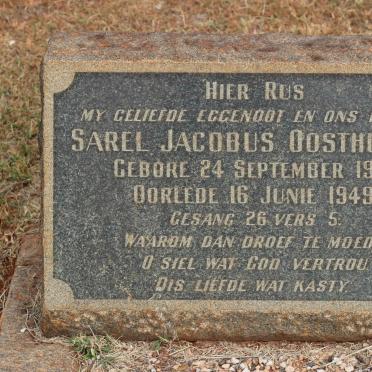 HIER RUS
MY GELIEFDE EGGENOOT EN ONS
SAREL JACOBUS OOSTHU
GEBORE 24 SEPTEMBER 19
OORLEDE 16 JUNIE 1949
GESANG 26 VERS 5.
WAAROM DAN DROEF TE MOED
O SIEL WAT GOD VERTROU.
DIS LIEFDE WAT KASTY.